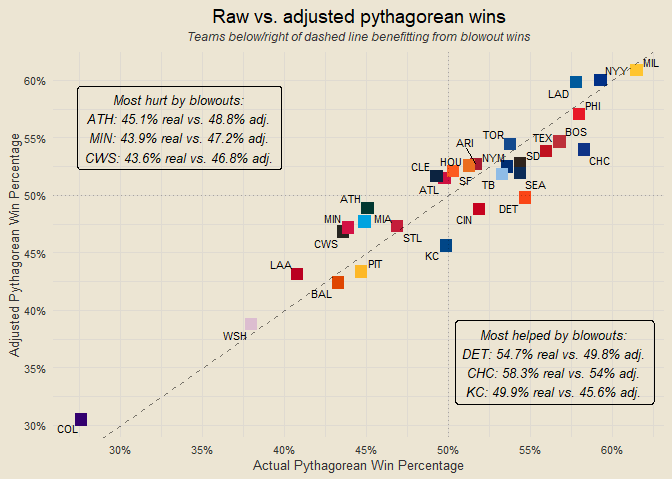 Raw vs. adjusted pythagorean wins
Teams below/right of dashed line benefitting from blowout wins
Adjusted Pythagorean Win Percentage
60%
55%
50%
45%
40%
35%
30%
Most hurt by blowouts:
ATH: 45.1% real vs. 48.8% adj.
MIN: 43.9% real vs. 47.2% adj.
CWS: 43.6% real vs. 46.8% adj.
MIL
NYY
LAD
PHI
TOR
TEX
BOS
ARI
CHC
CLE
HOU
NYM
SD
ATL
SF
TB
SEA
ATH
DET
MIN
MIA
CIN
CWS
STL
KC
LAA
PIT
BAL
WSH
COL
Most helped by blowouts:
DET: 54.7% real vs. 49.8% adj.
CHC: 58.3% real vs. 54% adj.
KC: 49.9% real vs. 45.6% adj.
30%
35%
40%
45%
50%
55%
60%
Actual Pythagorean Win Percentage